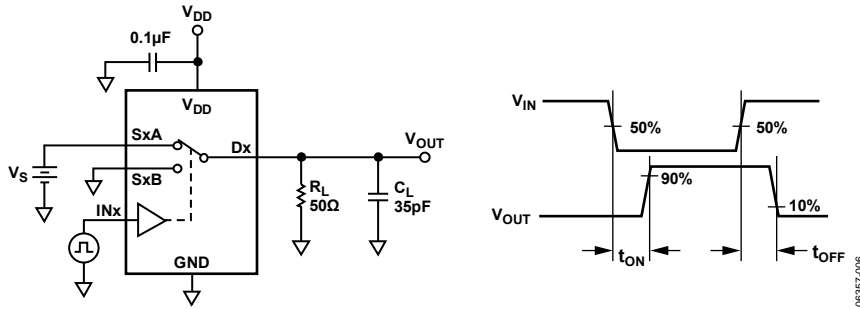 VDD
0.1µF
VDD
SxA
Dx
VOUT
VS
SxB
RL
50Ω
CL
35pF
INx
GND
VIN
50%
50%
90%
VOUT
10%
tON
tOFF
06357-006